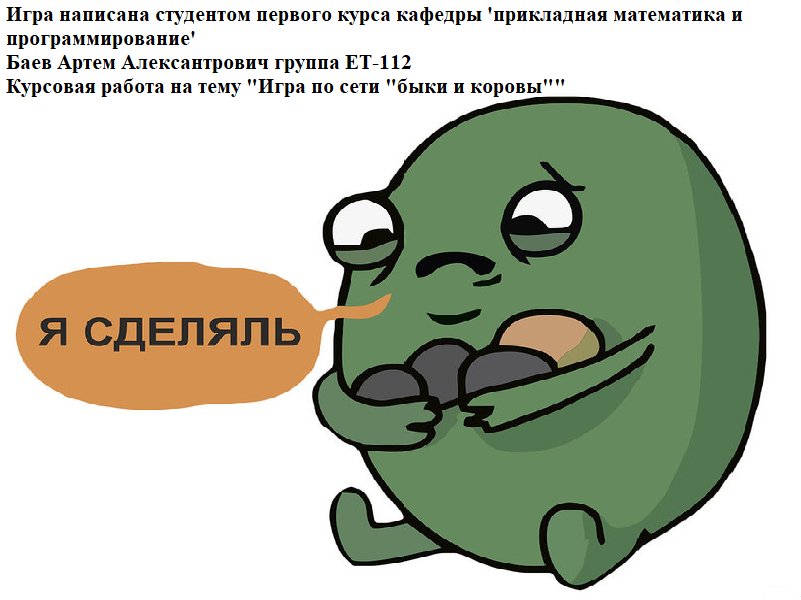 Игра написана студентом первого курса кафедры 'прикладная математика и
программирование'
Баев Артем Алексантрович группа ЕТ-112
Курсовая работа на тему "Игра по сети "быки и коровы""
Я СДЕЛЯЛЬ